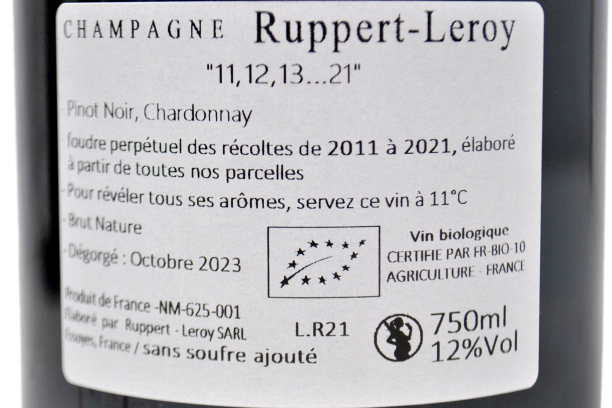 CHAMPAGNE Ruppert-Leroy
"11,12,13...21"
Pinot Noir, Chardonnay
foudre perpétuel des récoltes de 2011 à 2021, élaboré
à partir de toutes nos parcelles
-Pour révéler tous ses arômes, servez ce vin à 11°C
-Brut Nature
-Dégorgé : Octobre 2023
Vin biologique
CERTIFIE PAR FR-BIO-10
AGRICULTURE - FRANCE
Produit de France -NM-625-001
Elaboré par Ruppert - Leroy SARL
Essoyes, France / sans soufre ajouté
L.R21
750ml
12%Vol